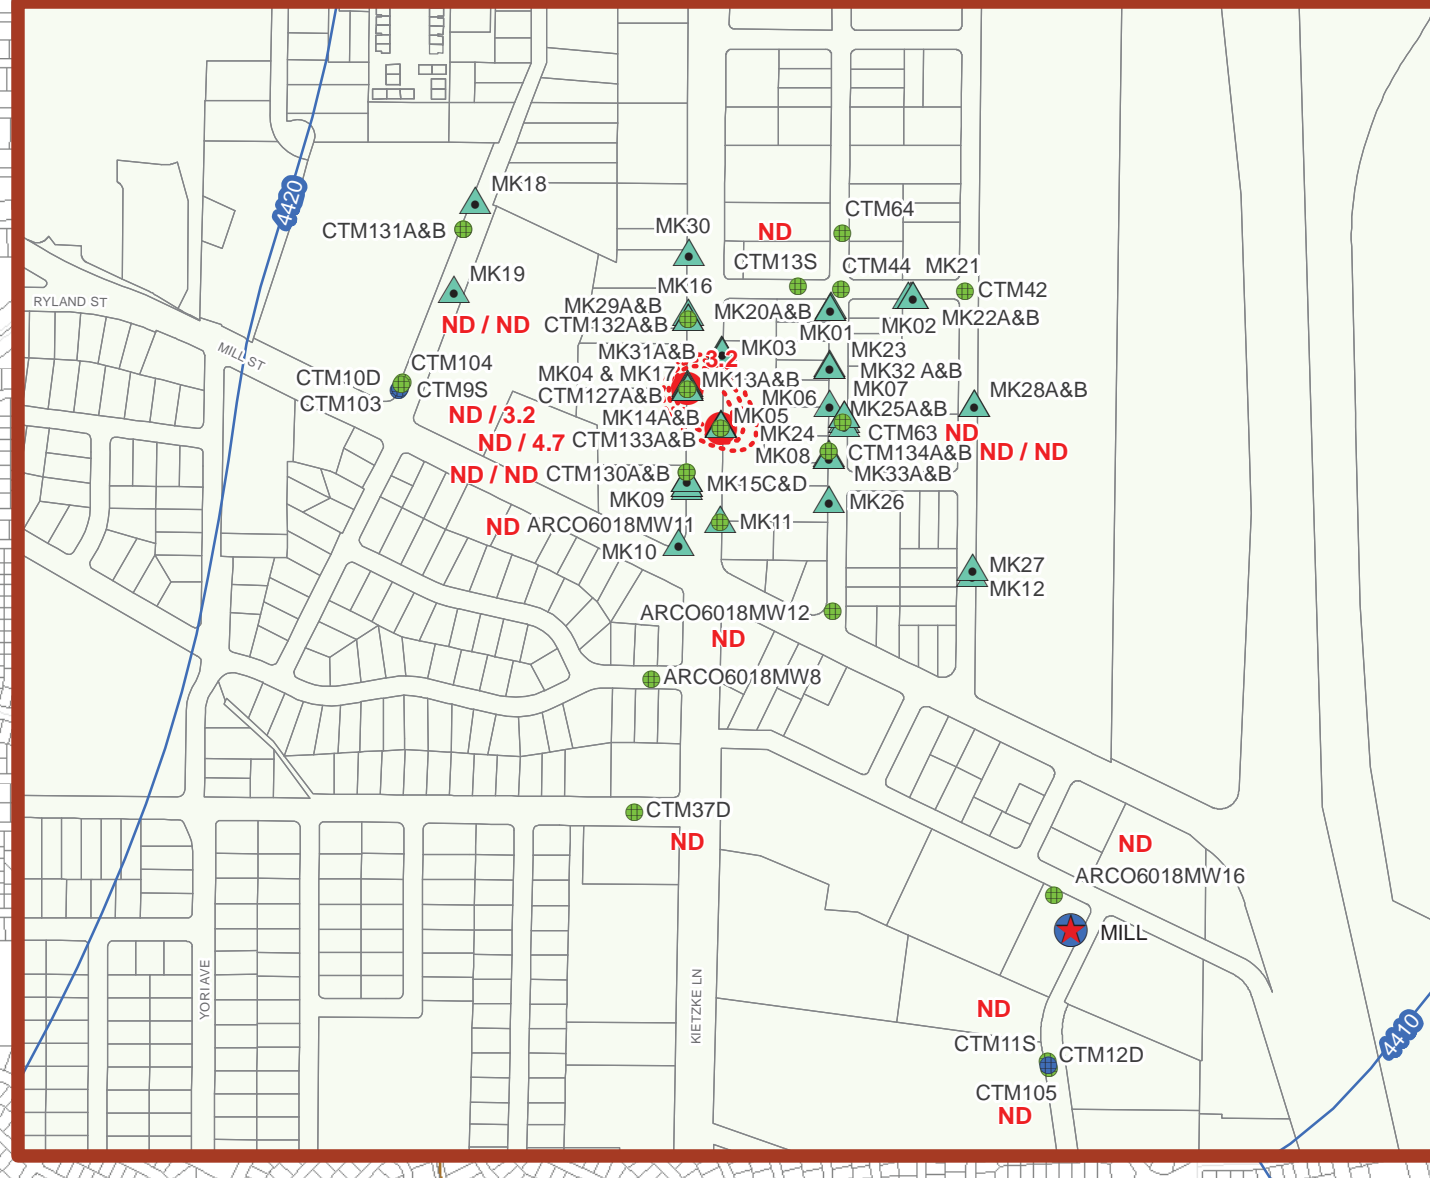 4420
MK18
CTM131A&B
MK19
ND / ND
RYLAND ST
MILL ST
CTM104
CTM10D
CTM9S
CTM103
MK30
MK16
MK29A&B
CTM132A&B
ND
CTM13S
CTM64
CTM44
MK21
CTM42
MK22A&B
MK02
MK20A&B
MK01
MK03
3.2
MK31A&B
MK04 & MK17
MK13A&B
CTM127A&B
MK23
MK32 A&B
MK07
MK06
MK25A&B
MK28A&B
ND / 3.2
MK14A&B
MK05
ND / 4.7
CTM133A&B
MK24
CTM63
ND
ND / ND
MK08
CTM134A&B
MK33A&B
ND / ND
CTM130A&B
MK15C&D
MK09
MK26
ND
ARCO6018MW11
MK11
MK10
MK27
MK12
ARCO6018MW12
ND
ARCO6018MW8
CTM37D
ND
ND
ARCO6018MW16
MILL
YORI AVE
KIETZKE LN
ND
CTM11S
CTM12D
CTM105
ND
4410